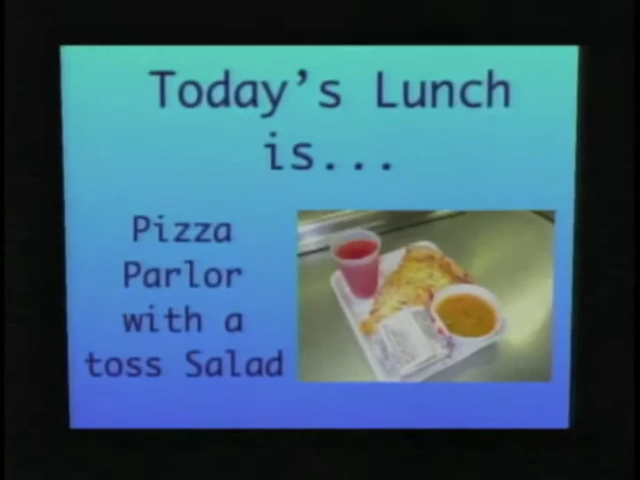 Today's Lunch
is...
Pizza
Parlor
with a
toss Salad